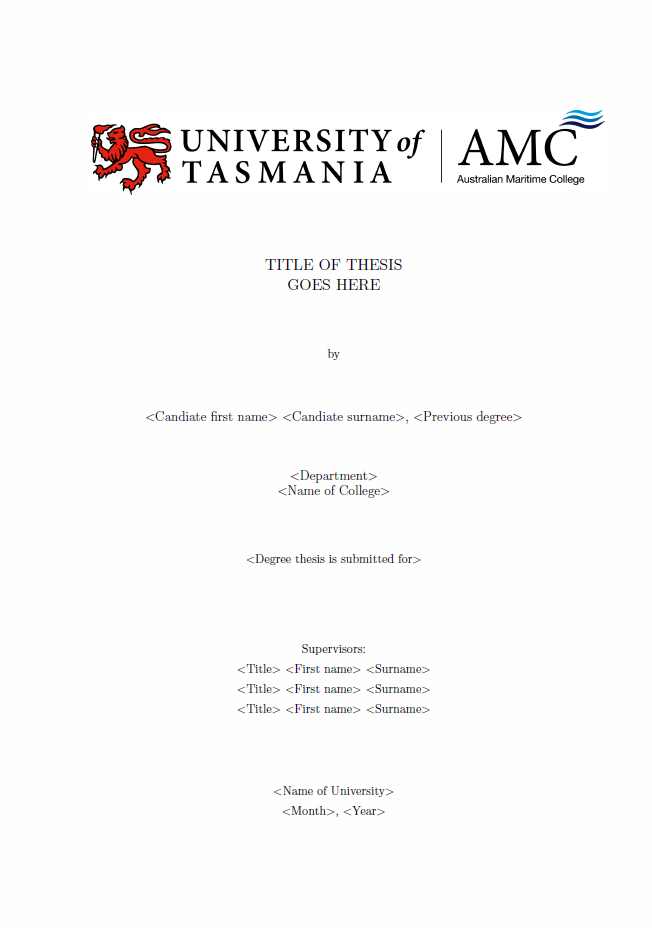 UNIVERSITY of
TASMANIA
AMC
Australian Maritime College
TITLE OF THESIS
GOES HERE
by
<Candiate first name> <Candiate surname>, <Previous degree>
<Department>
<Name of College>
<Degree thesis is submitted for>
Supervisors:
<Title> <First name> <Surname>
<Title> <First name> <Surname>
<Title> <First name> <Surname>
<Name of University>
<Month>, <Year>